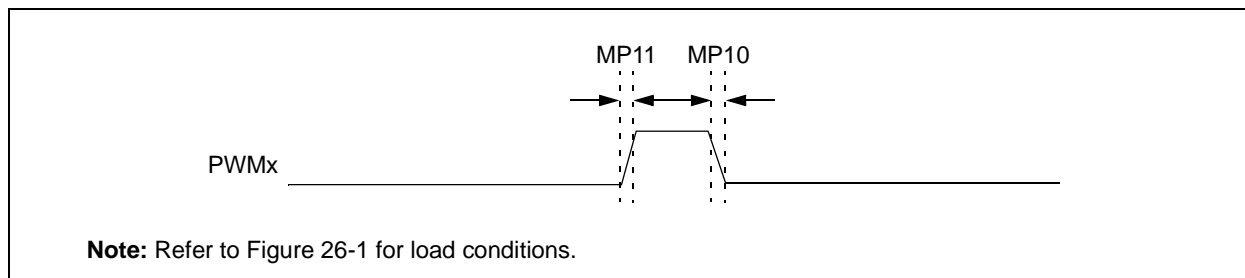 MP11 MP10
PWMx
Note: Refer to Figure 26-1 for load conditions.